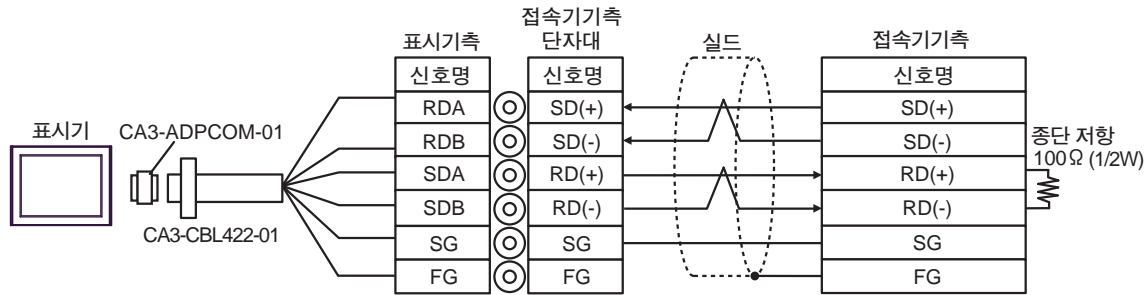 접속기기측
표시기측 단자대 실드 접속기기측
신호명 신호명 신호명
RDA SD(+) SD(+)
표시기 CA3-ADPCOM-01 RDB SD(-) SD(-) 종단 저항
SDA RD(+) RD(+) 100Ω (1/2W)
SDB RD(-) RD(-)
CA3-CBL422-01 SG SG SG
FG FG FG